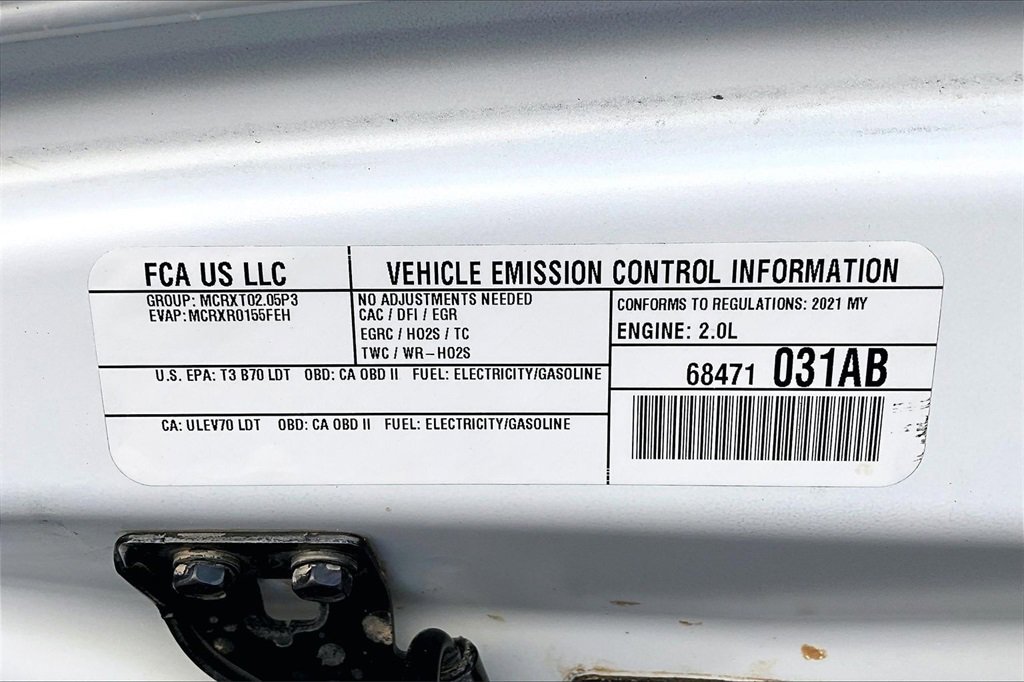 FCA US LLC
VEHICLE EMISSION CONTROL INFORMATION
GROUP: MCRXT02.05P3
EVAP: MCRXR0155FEH
NO ADJUSTMENTS NEEDED
CAC / DFI / EGR
EGRC / HO2S / TC
TWC / WR-HO2S
CONFORMS TO REGULATIONS: 2021 MY
ENGINE: 2.0L
68471 031AB
U.S. EPA: T3 B70 LDT OBD: CA OBD II FUEL: ELECTRICITY/GASOLINE
CA: ULEV70 LDT OBD: CA OBD II FUEL: ELECTRICITY/GASOLINE